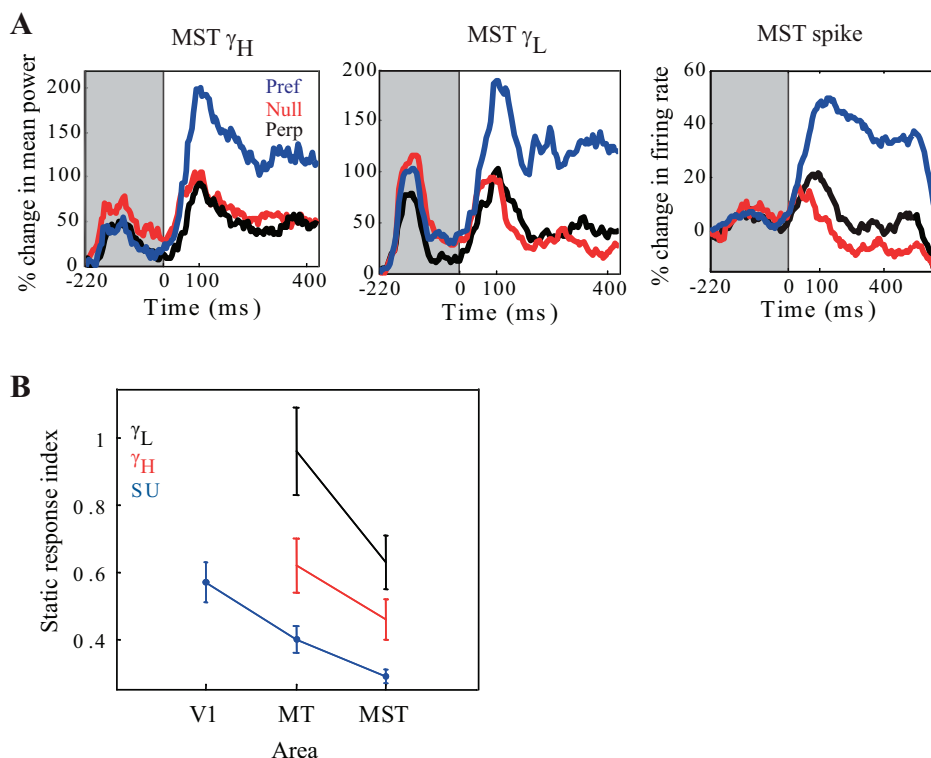 A
MST γH
MST γL
MST spike
% change in mean power
200
150
100
50
0
Pref
Null
Perp
-220
0
100
400
Time (ms)
200
150
100
50
0
-220
0
100
400
Time (ms)
% change in firing rate
60
40
20
0
-220
0
100
400
Time (ms)
B
Static response index
1
0.8
0.6
0.4
γL
γH
SU
V1
MT
MST
Area